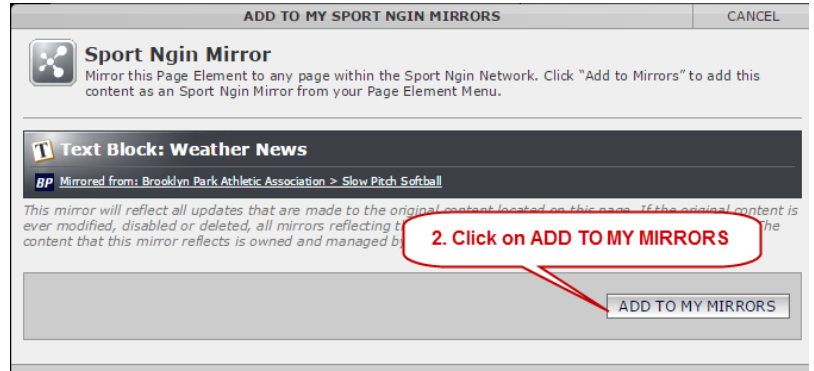 ADD TO MY SPORT NGIN MIRRORS CANCEL
Sport Ngin Mirror
Mirror this Page Element to any page within the Sport Ngin Network. Click "Add to Mirrors" to add this
content as an Sport Ngin Mirror from your Page Element Menu.
T Text Block: Weather News
BP Mirrored from: Brooklyn Park Athletic Association > Slow Pitch Softball
This mirror will reflect all updates that are made to the original content located on this page. If the original content is
ever modified, disabled or deleted, all mirrors reflecting The
content that this mirror reflects is owned and managed by
2. Click on ADD TO MY MIRRORS
ADD TO MY MIRRORS